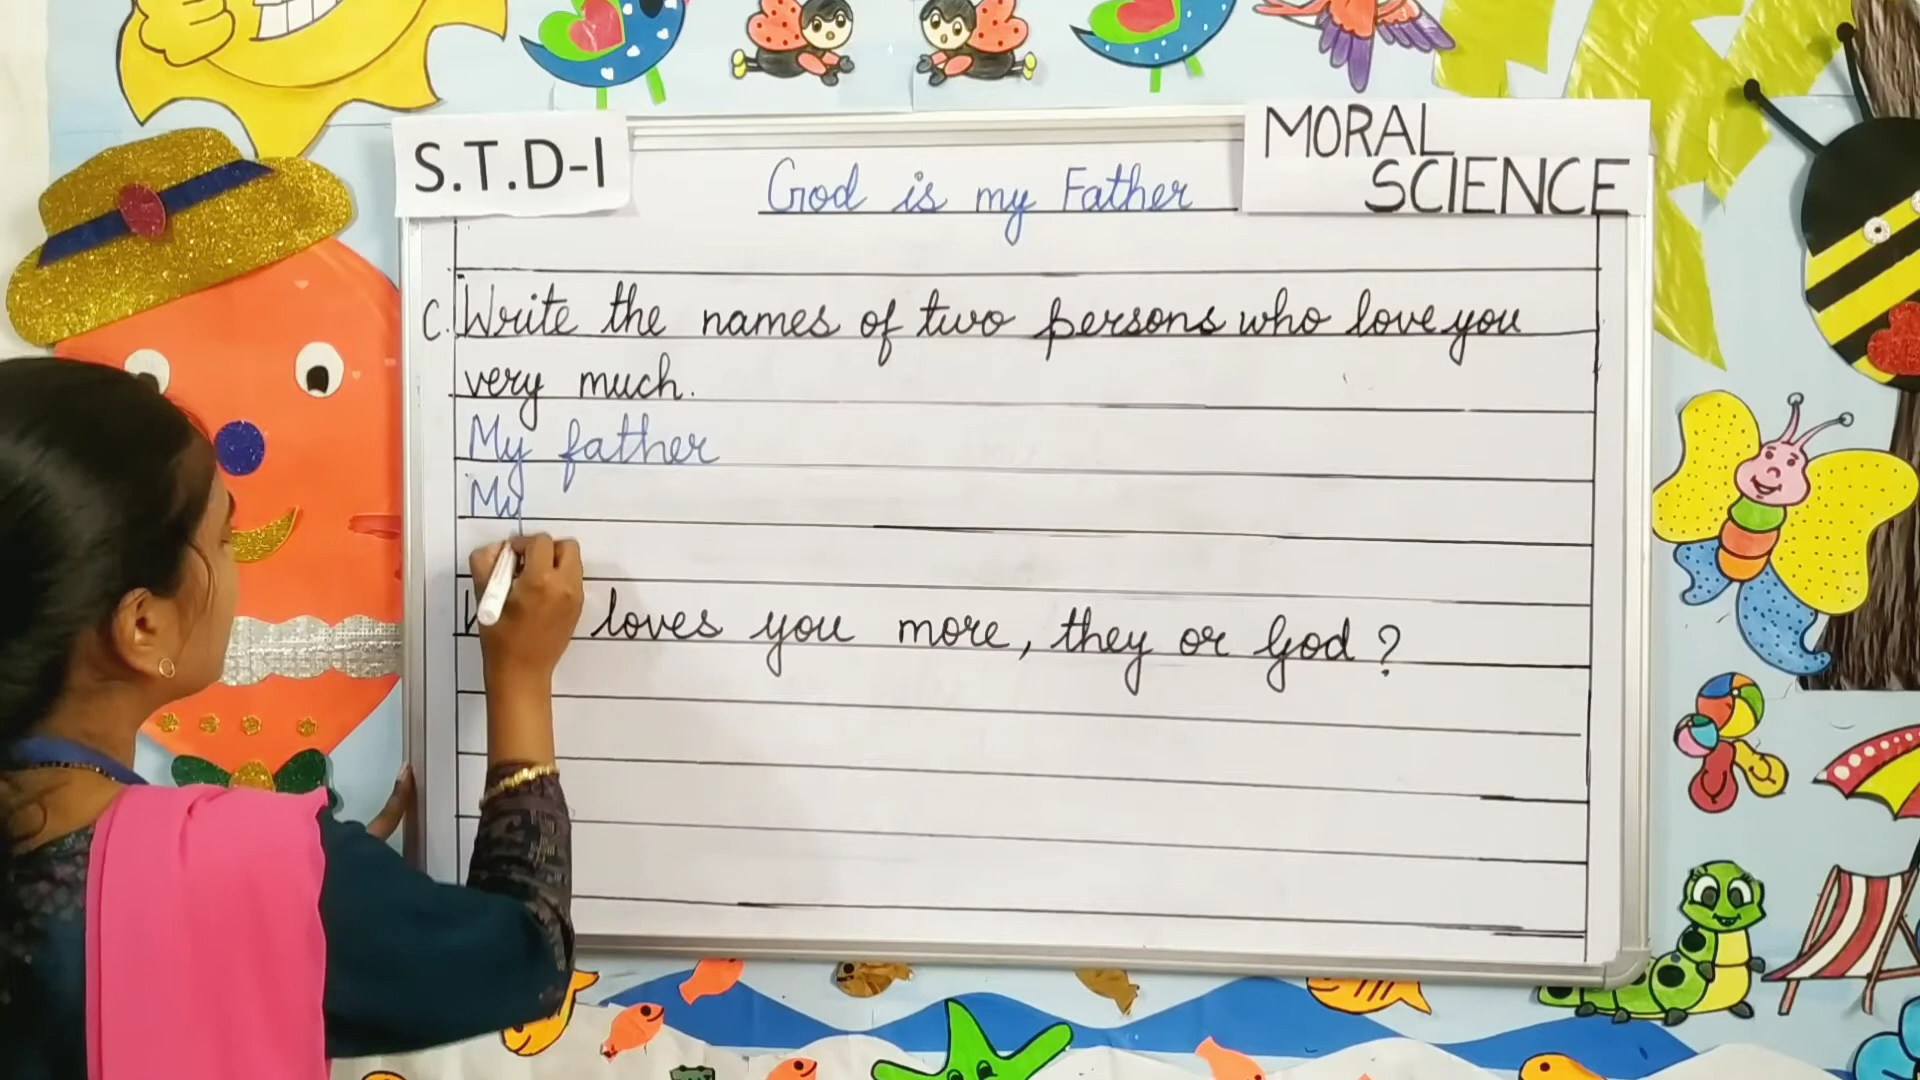 S.T.D-I
MORAL
SCIENCE
God is my Father
C. Write the names of two persons who love you
very much.
My father
My
loves you more, they or God?